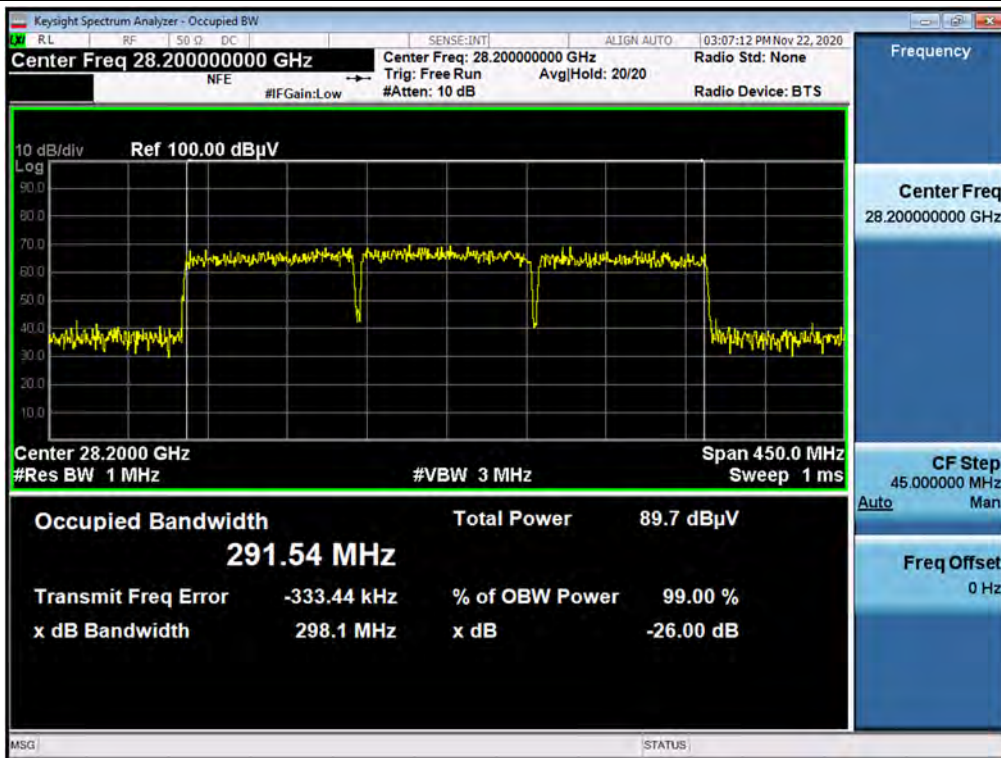 Keysight Spectrum Analyzer - Occupied BW
LXI RL RF 50 Ω DC SENSE:INT ALIGN AUTO 03:07:12 PM Nov 22, 2020
Center Freq 28.200000000 GHz
NFE
#IFGain:Low
Center Freq: 28.200000000 GHz
Trig: Free Run Avg|Hold: 20/20
#Atten: 10 dB
Radio Std: None
Radio Device: BTS
Frequency
10 dB/div Ref 100.00 dBµV
Log
90.0
80.0
70.0
60.0
50.0
40.0
30.0
20.0
10.0
Center 28.2000 GHz Span 450.0 MHz
#Res BW 1 MHz #VBW 3 MHz Sweep 1 ms
Center Freq
28.200000000 GHz
CF Step
45.000000 MHz
Auto Man
Freq Offset
0 Hz
Occupied Bandwidth Total Power 89.7 dBµV
291.54 MHz
Transmit Freq Error -333.44 kHz % of OBW Power 99.00 %
x dB Bandwidth 298.1 MHz x dB -26.00 dB
MSG STATUS